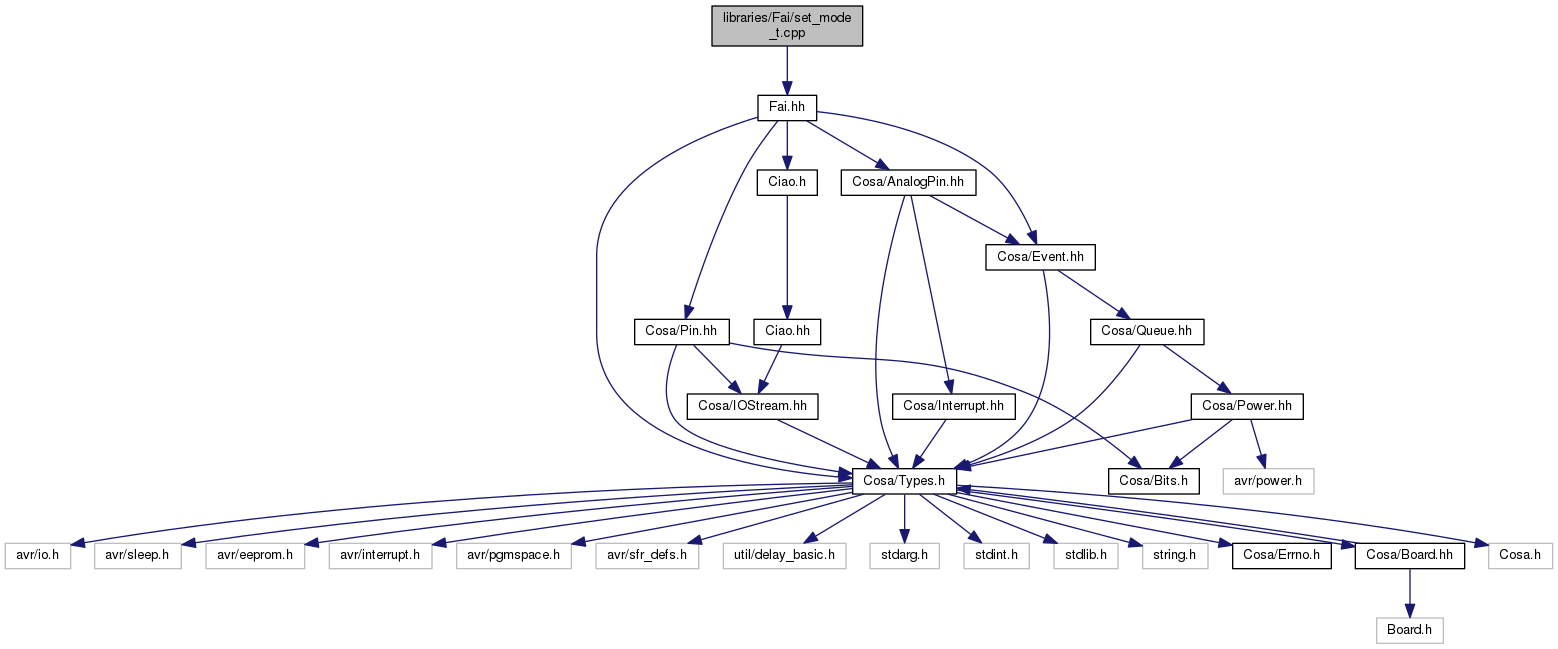 libraries/Fai/set_mode
_t.cpp
Fai.hh
Ciao.h
Cosa/AnalogPin.hh
Cosa/Event.hh
Cosa/Pin.hh
Ciao.hh
Cosa/Queue.hh
Cosa/IOStream.hh
Cosa/Interrupt.hh
Cosa/Power.hh
Cosa/Types.h
Cosa/Bits.h
avr/power.h
avr/io.h
avr/sleep.h
avr/eeprom.h
avr/interrupt.h
avr/pgmspace.h
avr/sfr_defs.h
util/delay_basic.h
stdarg.h
stdint.h
stdlib.h
string.h
Cosa/Errno.h
Cosa/Board.hh
Cosa.h
Board.h